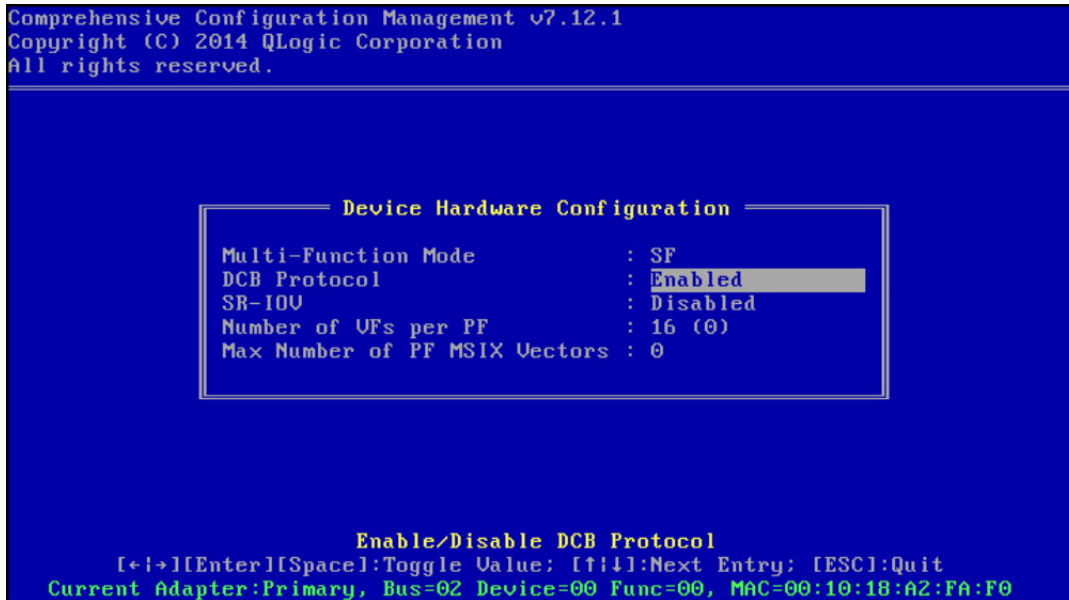 Comprehensive Configuration Management v7.12.1
Copyright (C) 2014 QLogic Corporation
All rights reserved.
Device Hardware Configuration
Multi-Function Mode : SF
DCB Protocol : Enabled
SR-IOV : Disabled
Number of VFs per PF : 16 (0)
Max Number of PF MSIX Vectors : 0
Enable/Disable DCB Protocol
[←|→][Enter][Space]:Toggle Value; [↑|↓]:Next Entry; [ESC]:Quit
Current Adapter:Primary, Bus=02 Device=00 Func=00, MAC=00:10:18:A2:FA:F0